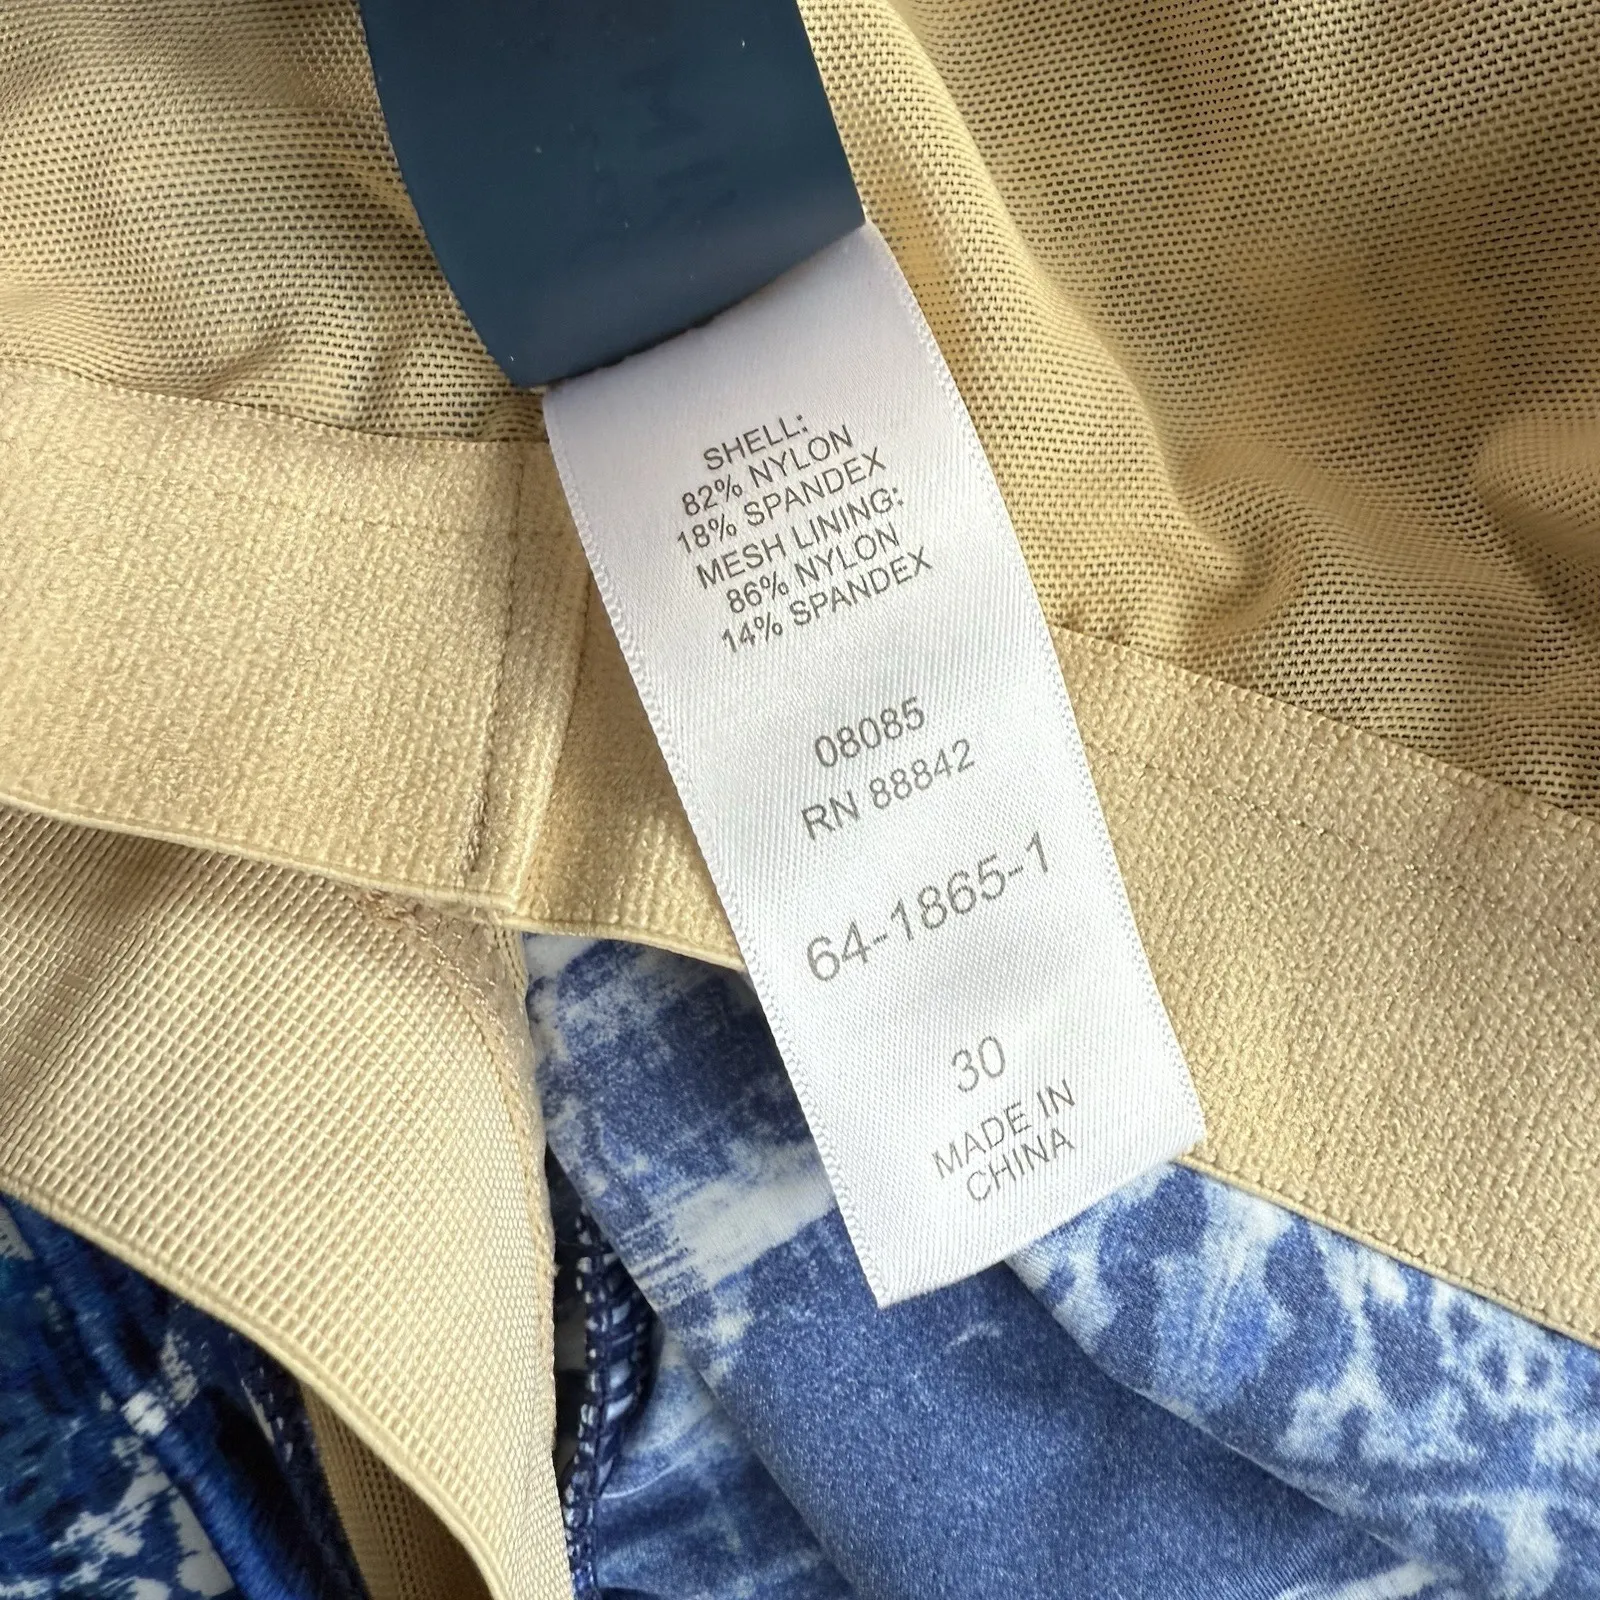 SHELL:
82% NYLON
18% SPANDEX
MESH LINING:
86% NYLON
14% SPANDEX
08085
RN 88842
64-1865-1
30
MADE IN
CHINA